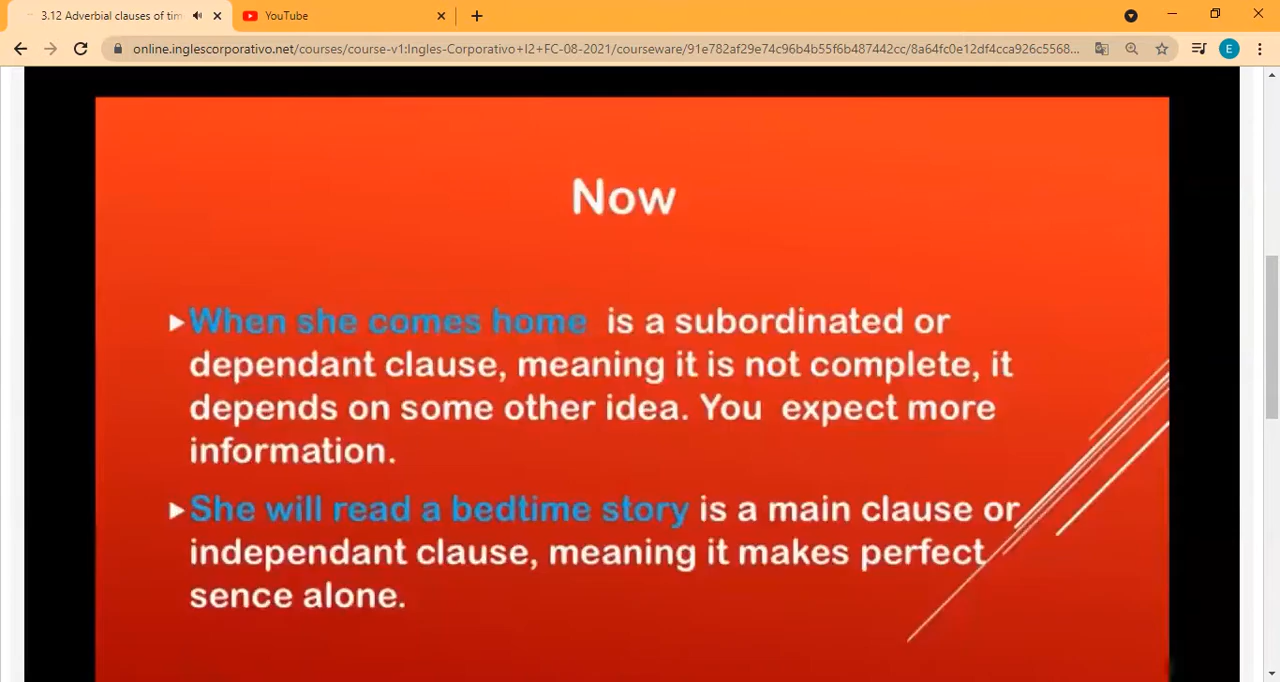 3.12 Adverbial clauses of tim
YouTube
online.inglescorporativo.net/courses/course-v1:Ingles-Corporativo+I2+FC-08-2021/courseware/91e782af29e74c96b4b55f6b487442cc/8a64fc0e12df4cca926c5568...
E
Now
When she comes home is a subordinated or
dependant clause, meaning it is not complete, it
depends on some other idea. You expect more
information.
She will read a bedtime story is a main clause or
independant clause, meaning it makes perfect
sence alone.